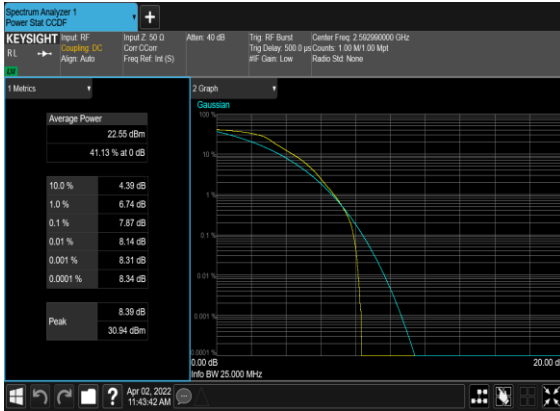 Spectrum Analyzer 1
Power Stat CCDF
KEYSIGHT
RL
Input: RF
Coupling: DC
Align: Auto
Input Z: 50 Ω
Corr CCorr
Freq Ref: Int (S)
Atten: 40 dB
Trig: RF Burst
Trig Delay: 500.0 µs
#IF Gain: Low
Center Freq: 2.592990000 GHz
Counts: 1.00 M/1.00 Mpt
Radio Std: None
1 Metrics
Average Power
22.55 dBm
41.13 % at 0 dB
10.0 % 4.39 dB
1.0 % 6.74 dB
0.1 % 7.87 dB
0.01 % 8.14 dB
0.001 % 8.31 dB
0.0001 % 8.34 dB
Peak 8.39 dB
30.94 dBm
2 Graph
Gaussian
100 %
10 %
1 %
0.1 %
0.01 %
0.001 %
0.0001 %
0.00 dB
20.00 d
Info BW 25.000 MHz
?
Apr 02, 2022
11:43:42 AM